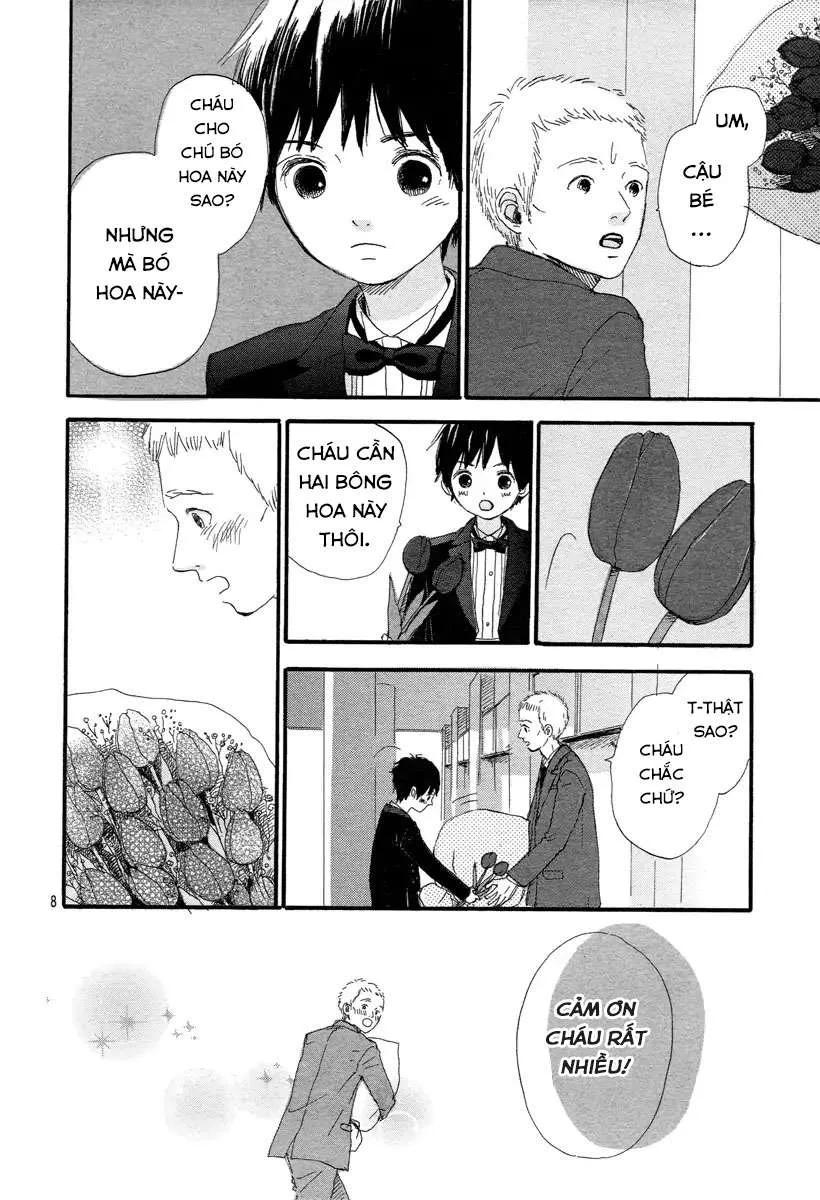 UM,
CẬU
BÉ
...
CHÁU
CHO
CHÚ BÓ
HOA NÀY
SAO?
NHƯNG
MÀ BÓ
HOA NÀY-
CHÁU CẦN
HAI BÔNG
HOA NÀY
THÔI.
T-THẬT
SAO?
CHÁU
CHẮC
CHỨ?
8
CẢM ƠN
CHÁU RẤT
NHIỀU!